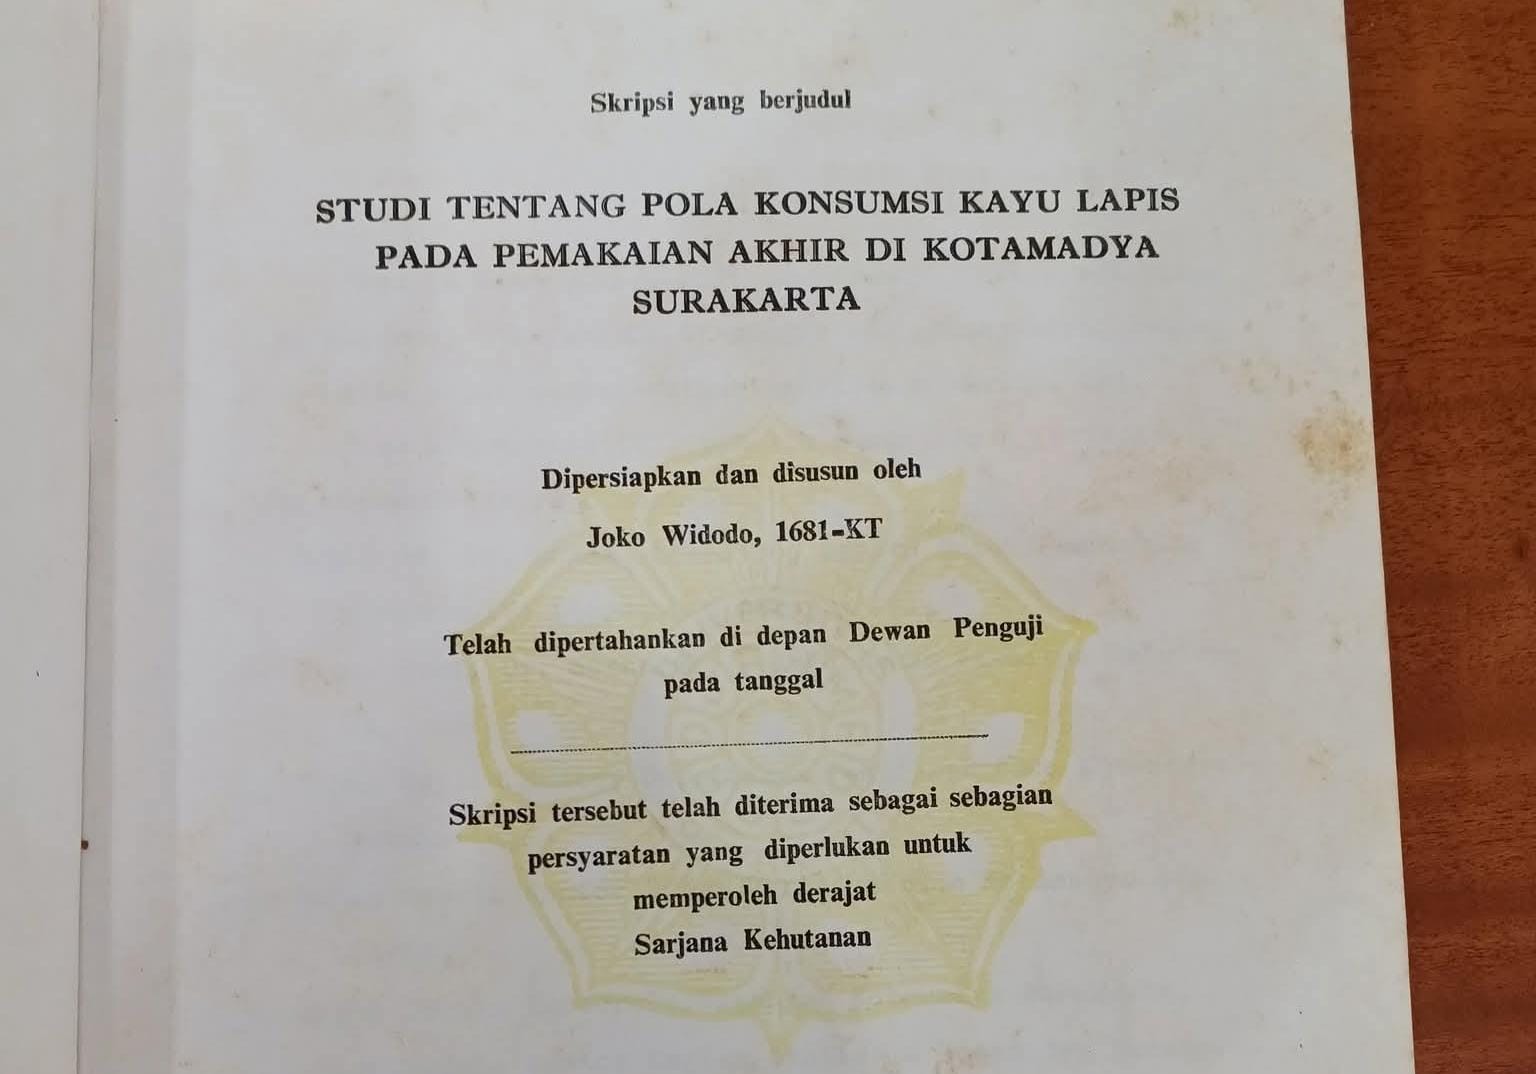 Skripsi yang berjudul
STUDI TENTANG POLA KONSUMSI KAYU LAPIS
PADA PEMAKAIAN AKHIR DI KOTAMADYA
SURAKARTA
Dipersiapkan dan disusun oleh
Joko Widodo, 1681-KT
Telah dipertahankan di depan Dewan Penguji
pada tanggal
Skripsi tersebut telah diterima sebagai sebagian
persyaratan yang diperlukan untuk
memperoleh derajat
Sarjana Kehutanan